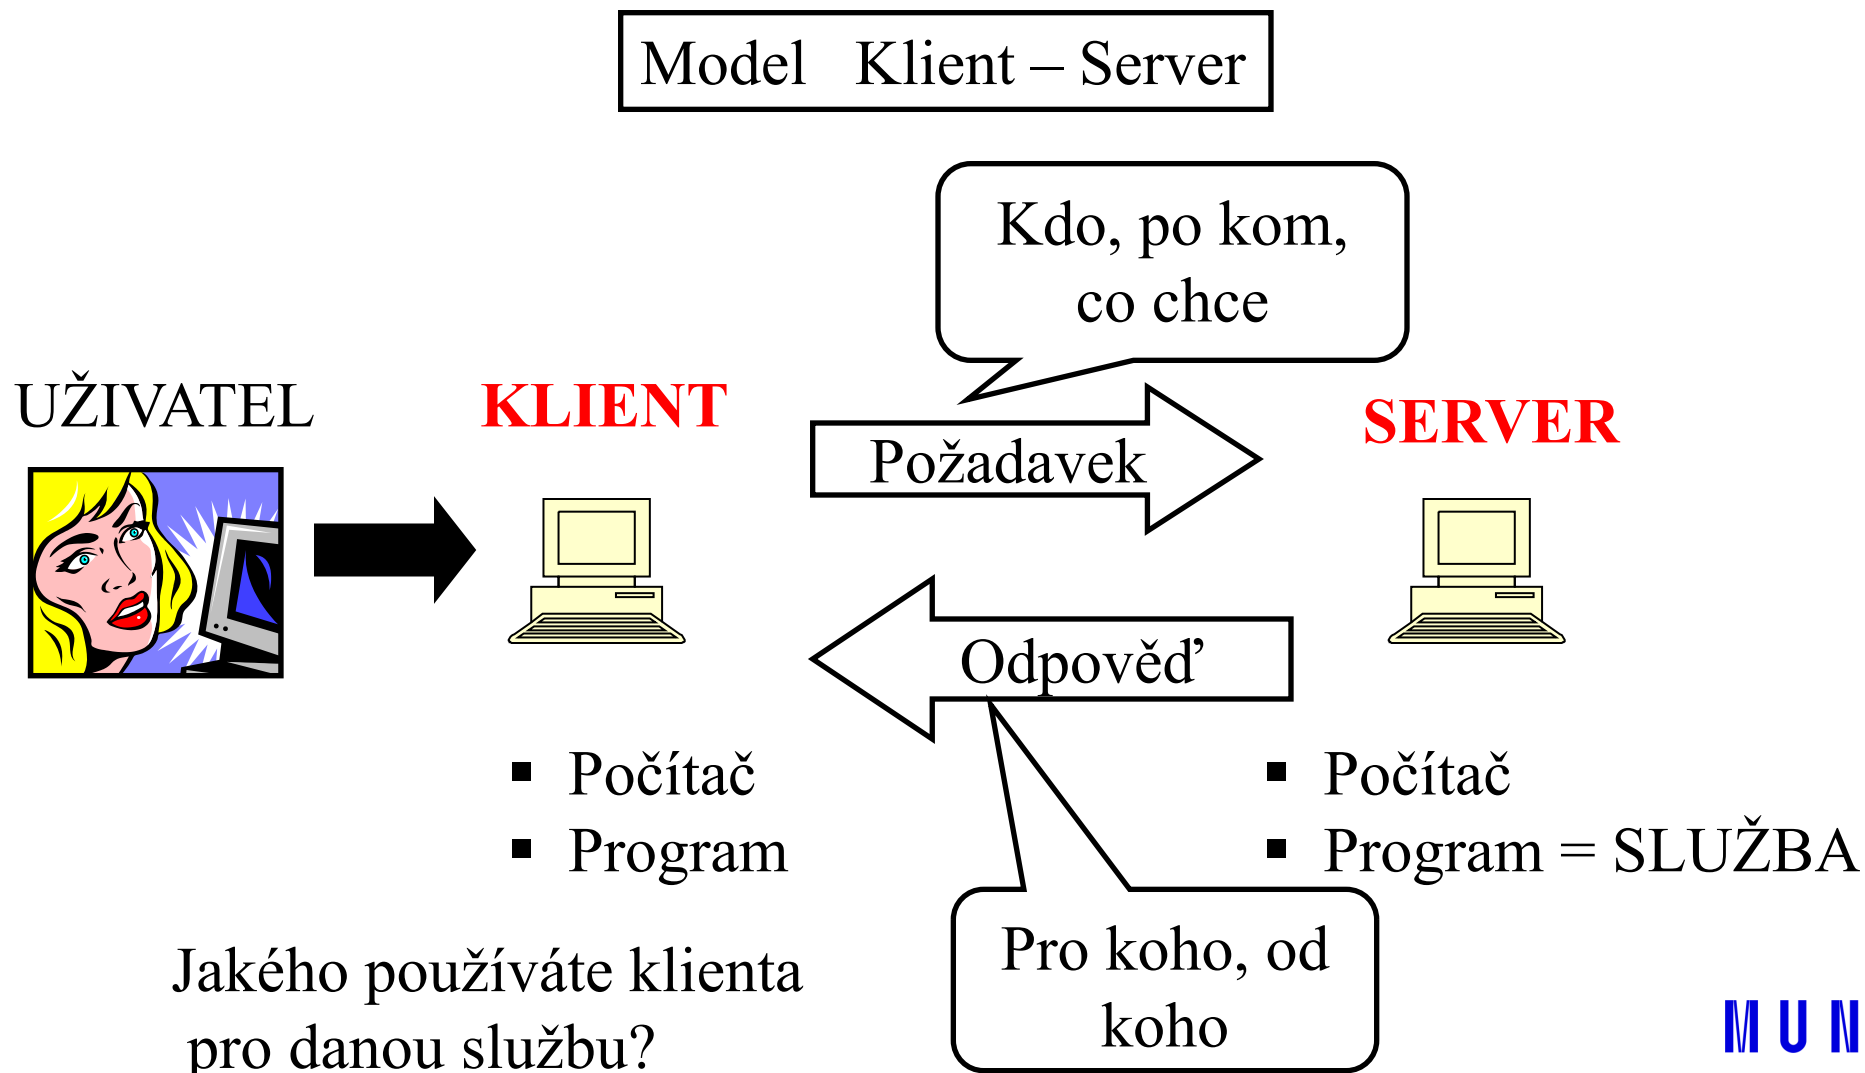 Model Klient – Server
Kdo, po kom,
co chce
UŽIVATEL
KLIENT
Požadavek
SERVER
Odpověď
▪ Počítač
▪ Program
▪ Počítač
▪ Program = SLUŽBA
Pro koho, od
koho
Jakého používáte klienta
pro danou službu?
MUN